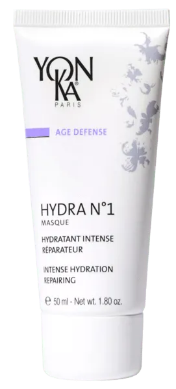 YON
KA
PARIS
AGE DEFENSE
HYDRA N°1
MASQUE
HYDRATANT INTENSE
RÉPARATEUR
INTENSE HYDRATION
REPAIRING
℮ 50 ml - Net wt. 1.80 oz.